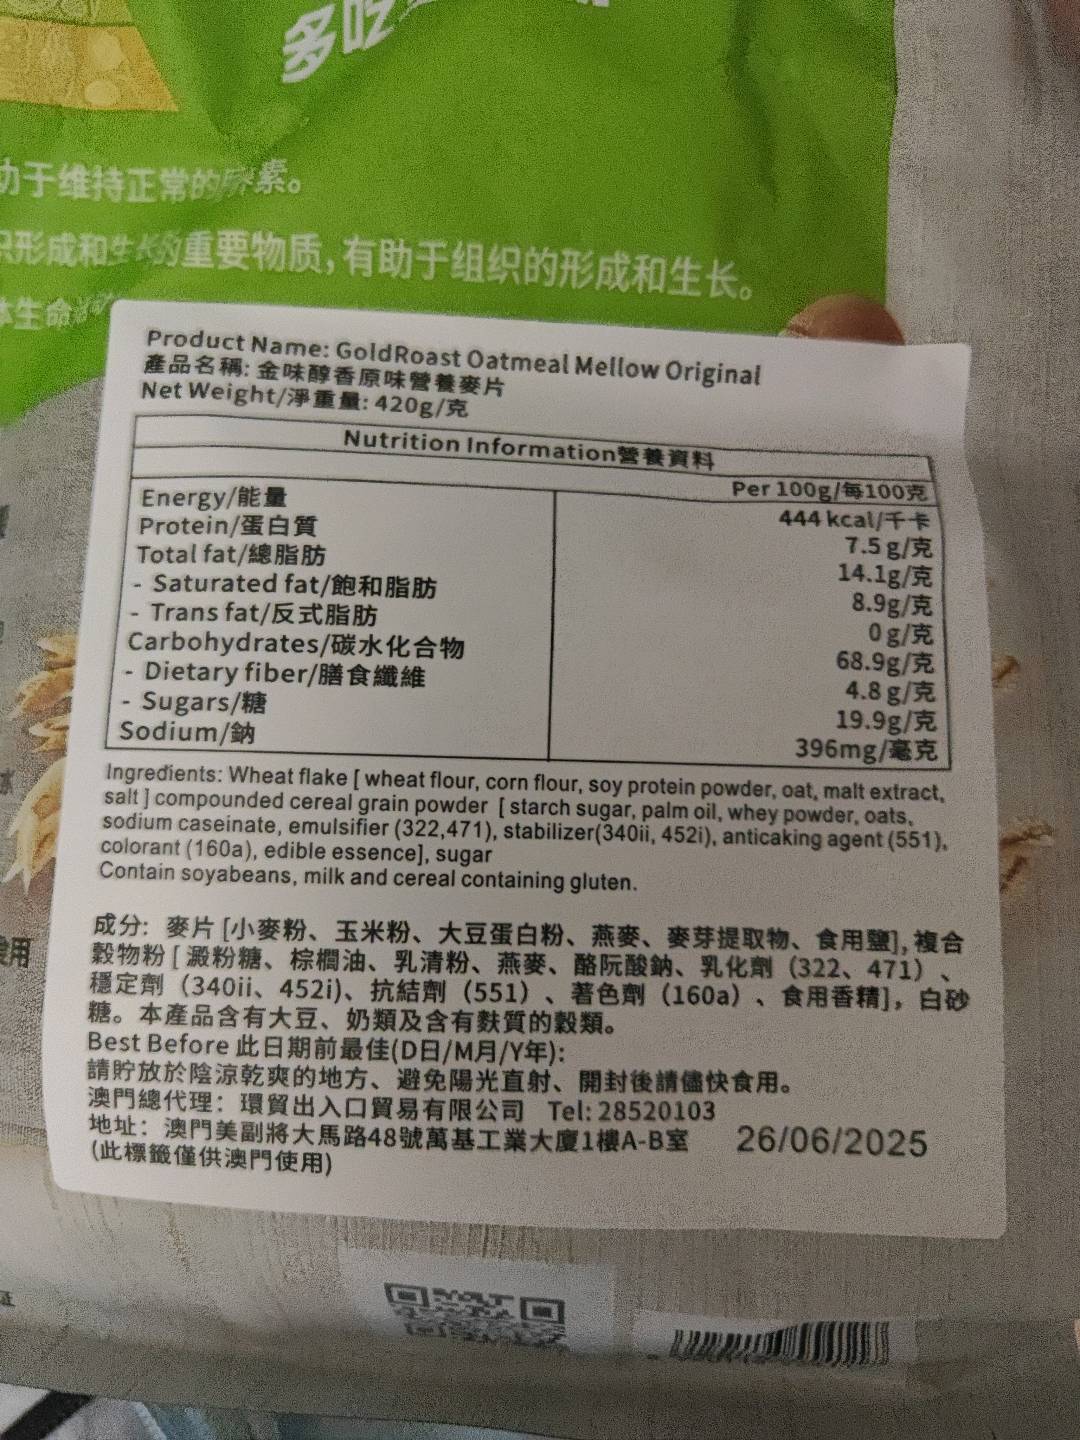 多吃
助于维持正常的
形成和生长的重要物质,有助于组织的形成和生长。
体生命活动
Product Name: GoldRoast Oatmeal Mellow Original
產品名稱: 金味醇香原味營養麥片
Net Weight/淨重量: 420g/克
Nutrition Information營養資料
Per 100g/每100克
Energy/能量 444 kcal/千卡
Protein/蛋白質 7.5 g/克
Total fat/總脂肪 14.1g/克
- Saturated fat/飽和脂肪 8.9g/克
- Trans fat/反式脂肪 0 g/克
Carbohydrates/碳水化合物 68.9g/克
- Dietary fiber/膳食纖維 4.8 g/克
- Sugars/糖 19.9g/克
Sodium/鈉 396mg/毫克
Ingredients: Wheat flake [ wheat flour, corn flour, soy protein powder, oat, malt extract,
salt ] compounded cereal grain powder [ starch sugar, palm oil, whey powder, oats,
sodium caseinate, emulsifier (322,471), stabilizer(340ii, 452i), anticaking agent (551),
colorant (160a), edible essence], sugar
Contain soyabeans, milk and cereal containing gluten.
成分: 麥片 [小麥粉、玉米粉、大豆蛋白粉、燕麥、麥芽提取物、食用鹽], 複合
穀物粉 [ 澱粉糖、棕櫚油、乳清粉、燕麥、酪阮酸鈉、乳化劑 (322、471) 、
穩定劑 (340ii、452i)、抗結劑 (551) 、著色劑 (160a) 、食用香精], 白砂
糖。本產品含有大豆、奶類及含有麩質的穀類。
Best Before 此日期前最佳(D日/M月/Y年):
請貯放於陰涼乾爽的地方、避免陽光直射、開封後請儘快食用。
澳門總代理: 環貿出入口貿易有限公司 Tel: 28520103
地址: 澳門美副將大馬路48號萬基工業大廈1樓A-B室 26/06/2025
(此標籤僅供澳門使用)